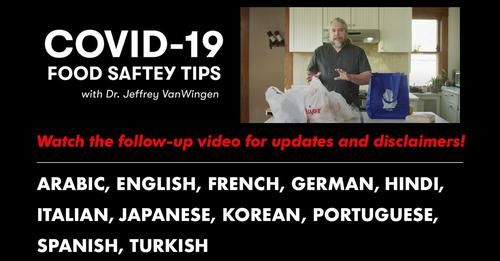 COVID-19
FOOD SAFTEY TIPS
with Dr. Jeffrey VanWingen
Watch the follow-up video for updates and disclaimers!
ARABIC, ENGLISH, FRENCH, GERMAN, HINDI,
ITALIAN, JAPANESE, KOREAN, PORTUGUESE,
SPANISH, TURKISH